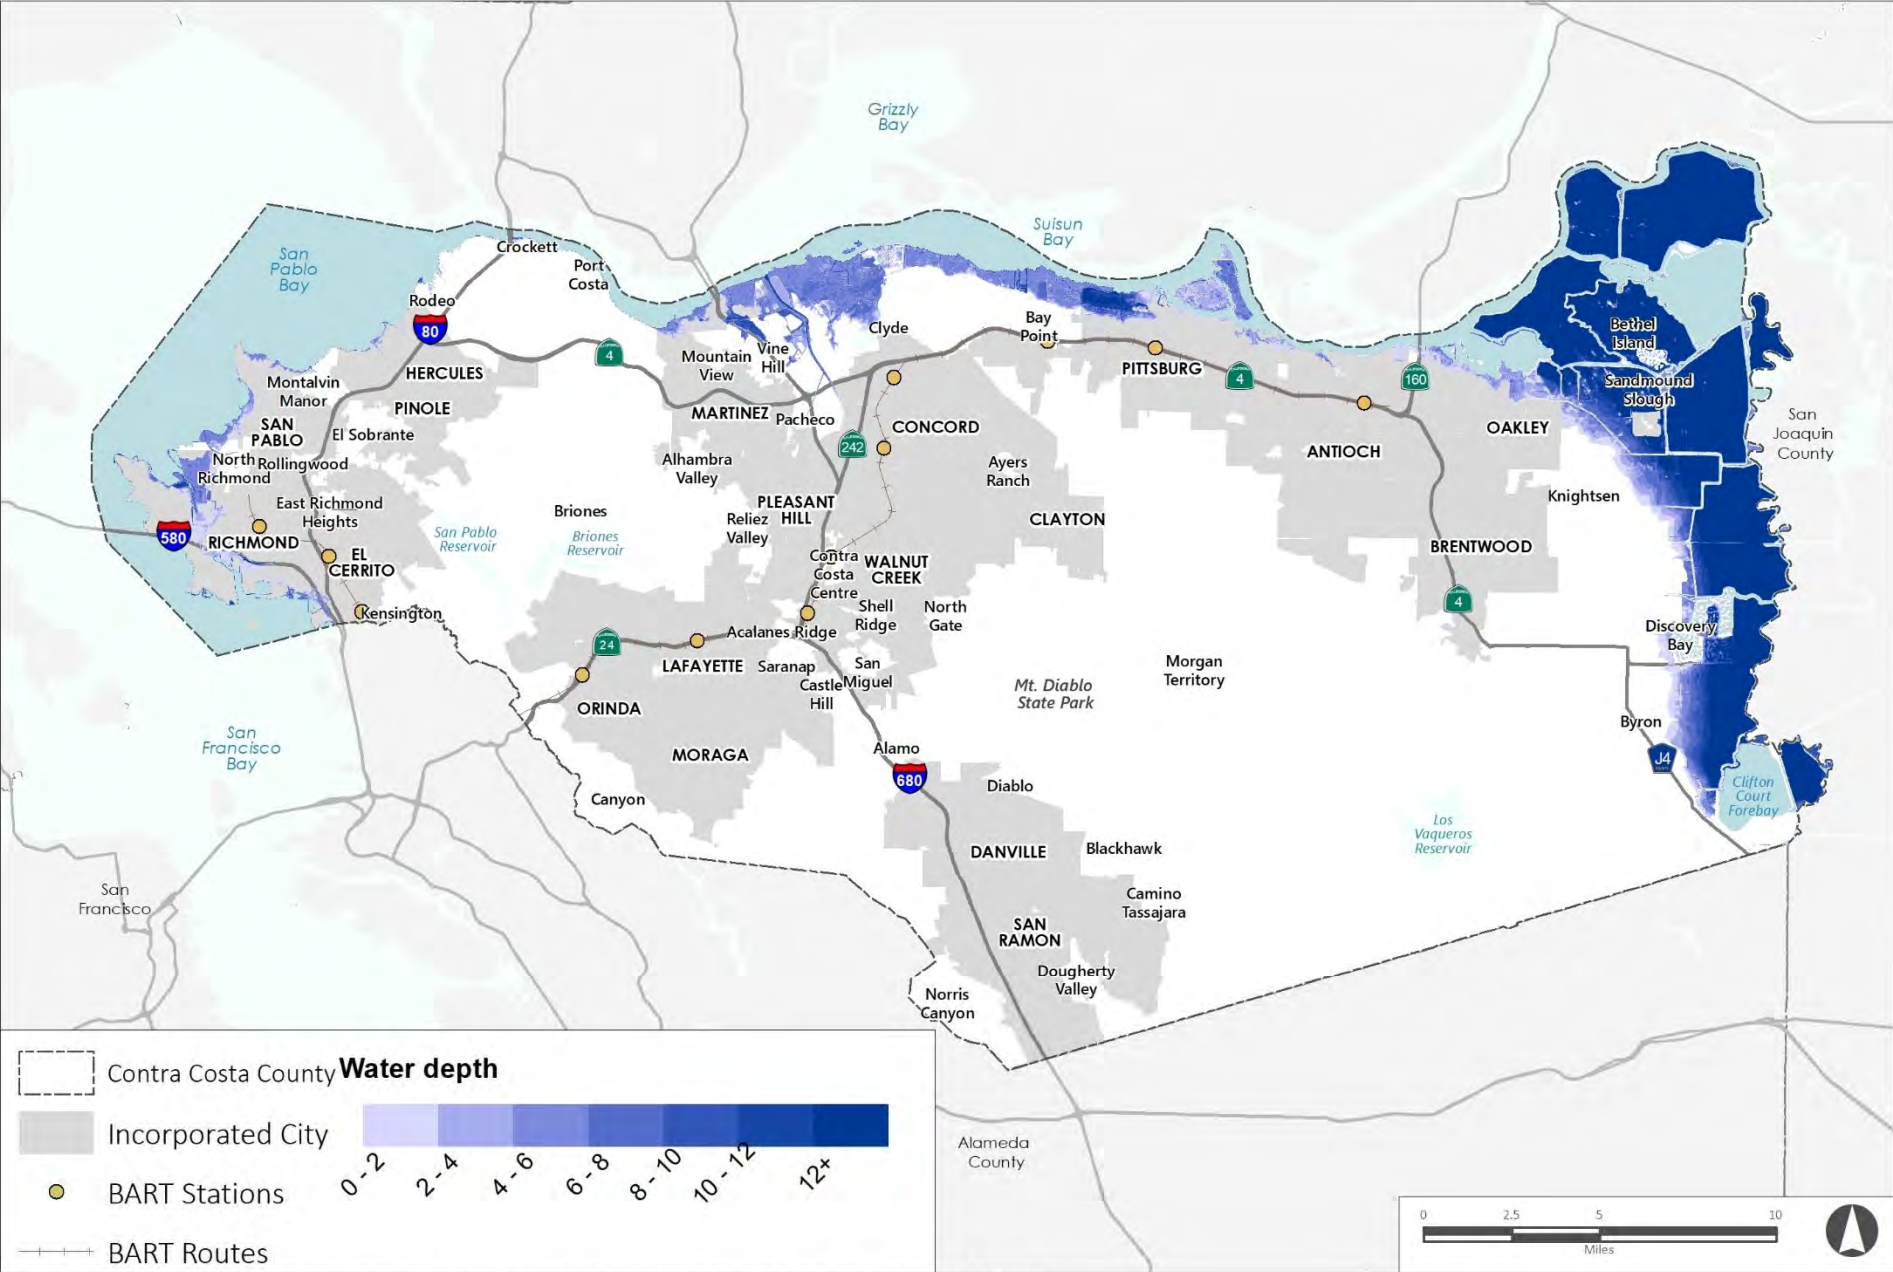 Grizzly
Bay
Suisun
Bay
San
Pablo
Bay
Crockett
Port
Costa
Rodeo
80
4
Clyde
Bay
Point
Mountain
View
Vine
Hill
HERCULES
Montalvin
Manor
PINOLE
SAN
PABLO
El Sobrante
MARTINEZ
Pacheco
242
CONCORD
PITTSBURG
4
160
Bethel
Island
Sandmound
Slough
San
Joaquin
County
OAKLEY
ANTIOCH
North
Richmond
Rollingwood
Alhambra
Valley
Ayers
Ranch
Knightsen
East Richmond
Heights
580
RICHMOND
EL
CERRITO
San Pablo
Reservoir
Briones
Briones
Reservoir
PLEASANT
HILL
Reliez
Valley
CLAYTON
BRENTWOOD
Contra
Costa
Centre
WALNUT
CREEK
Kensington
Shell
Ridge
North
Gate
4
Discovery
Bay
24
Acalanes Ridge
LAFAYETTE
Saranap
San
Miguel
Castle
Hill
Mt. Diablo
State Park
Morgan
Territory
ORINDA
San
Francisco
Bay
MORAGA
Alamo
680
Byron
J4
Canyon
Diablo
Clifton
Court
Forebay
Los
Vaqueros
Reservoir
DANVILLE
Blackhawk
San
Francisco
Camino
Tassajara
SAN
RAMON
Dougherty
Valley
Norris
Canyon
Contra Costa County
Water depth
Incorporated City
BART Stations
BART Routes
0 - 2
2 - 4
4 - 6
6 - 8
8 - 10
10 - 12
12+
Alameda
County
0 2.5 5 10
Miles